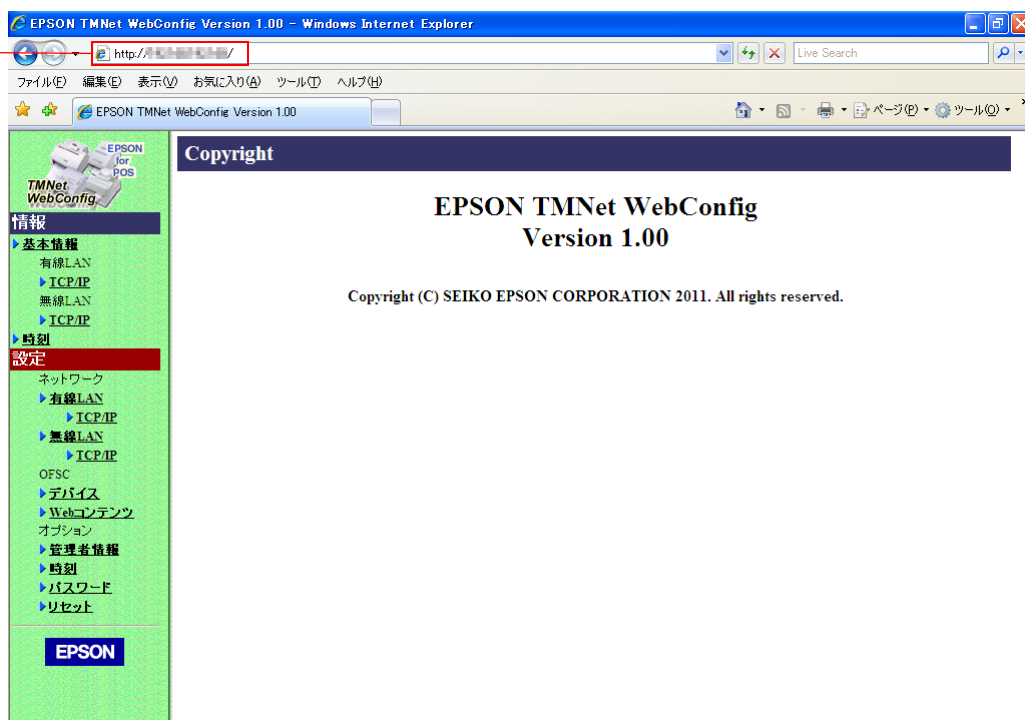 EPSON TMNet WebConfig Version 1.00 - Windows Internet Explorer
http://
/
Live Search
ファイル(F) 編集(E) 表示(V) お気に入り(A) ツール(T) ヘルプ(H)
EPSON TMNet WebConfig Version 1.00
ページ(P) ツール(O)
EPSON
for
POS
TMNet
WebConfig
情報
基本情報
有線LAN
TCP/IP
無線LAN
TCP/IP
時刻
設定
ネットワーク
有線LAN
TCP/IP
無線LAN
TCP/IP
OFSC
デバイス
Webコンテンツ
オプション
管理者情報
時刻
パスワード
リセット
EPSON
Copyright
EPSON TMNet WebConfig
Version 1.00
Copyright (C) SEIKO EPSON CORPORATION 2011. All rights reserved.